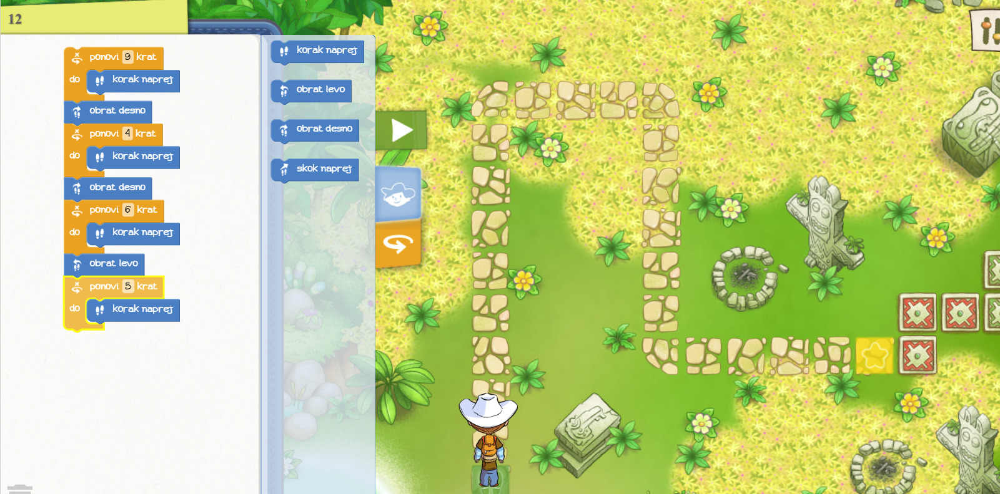 12
ponovi 9 krat
do korak naprej
obrat desno
ponovi 4 krat
do korak naprej
obrat desno
ponovi 6 krat
do korak naprej
obrat levo
ponovi 5 krat
do korak naprej
korak naprej
obrat levo
obrat desno
skok naprej